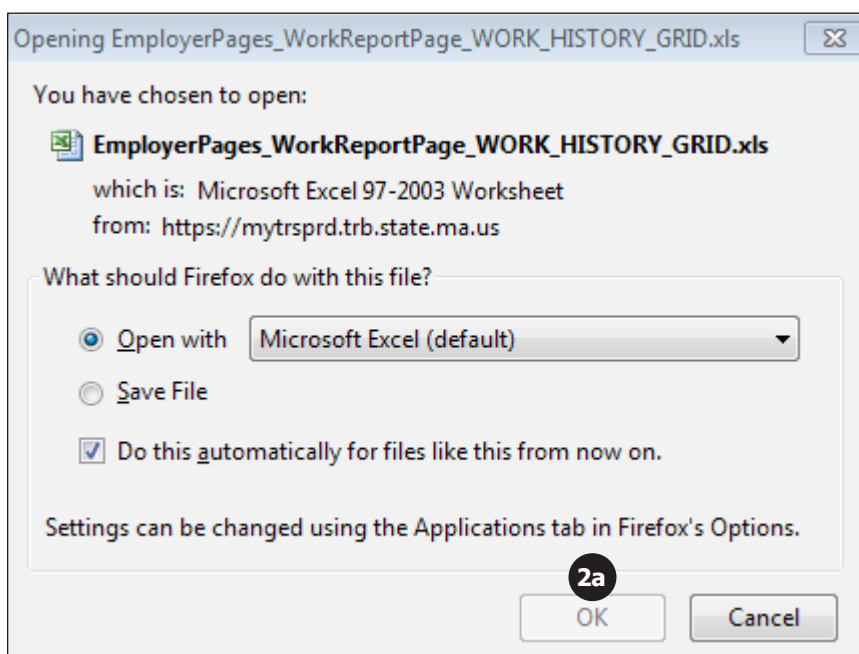 Opening EmployerPages_WorkReportPage_WORK_HISTORY_GRID.xls
You have chosen to open:
EmployerPages_WorkReportPage_WORK_HISTORY_GRID.xls
which is: Microsoft Excel 97-2003 Worksheet
from: https://mytrsprd.trb.state.ma.us
What should Firefox do with this file?
Open with Microsoft Excel (default)
Save File
Do this automatically for files like this from now on.
Settings can be changed using the Applications tab in Firefox's Options.
2a
OK Cancel